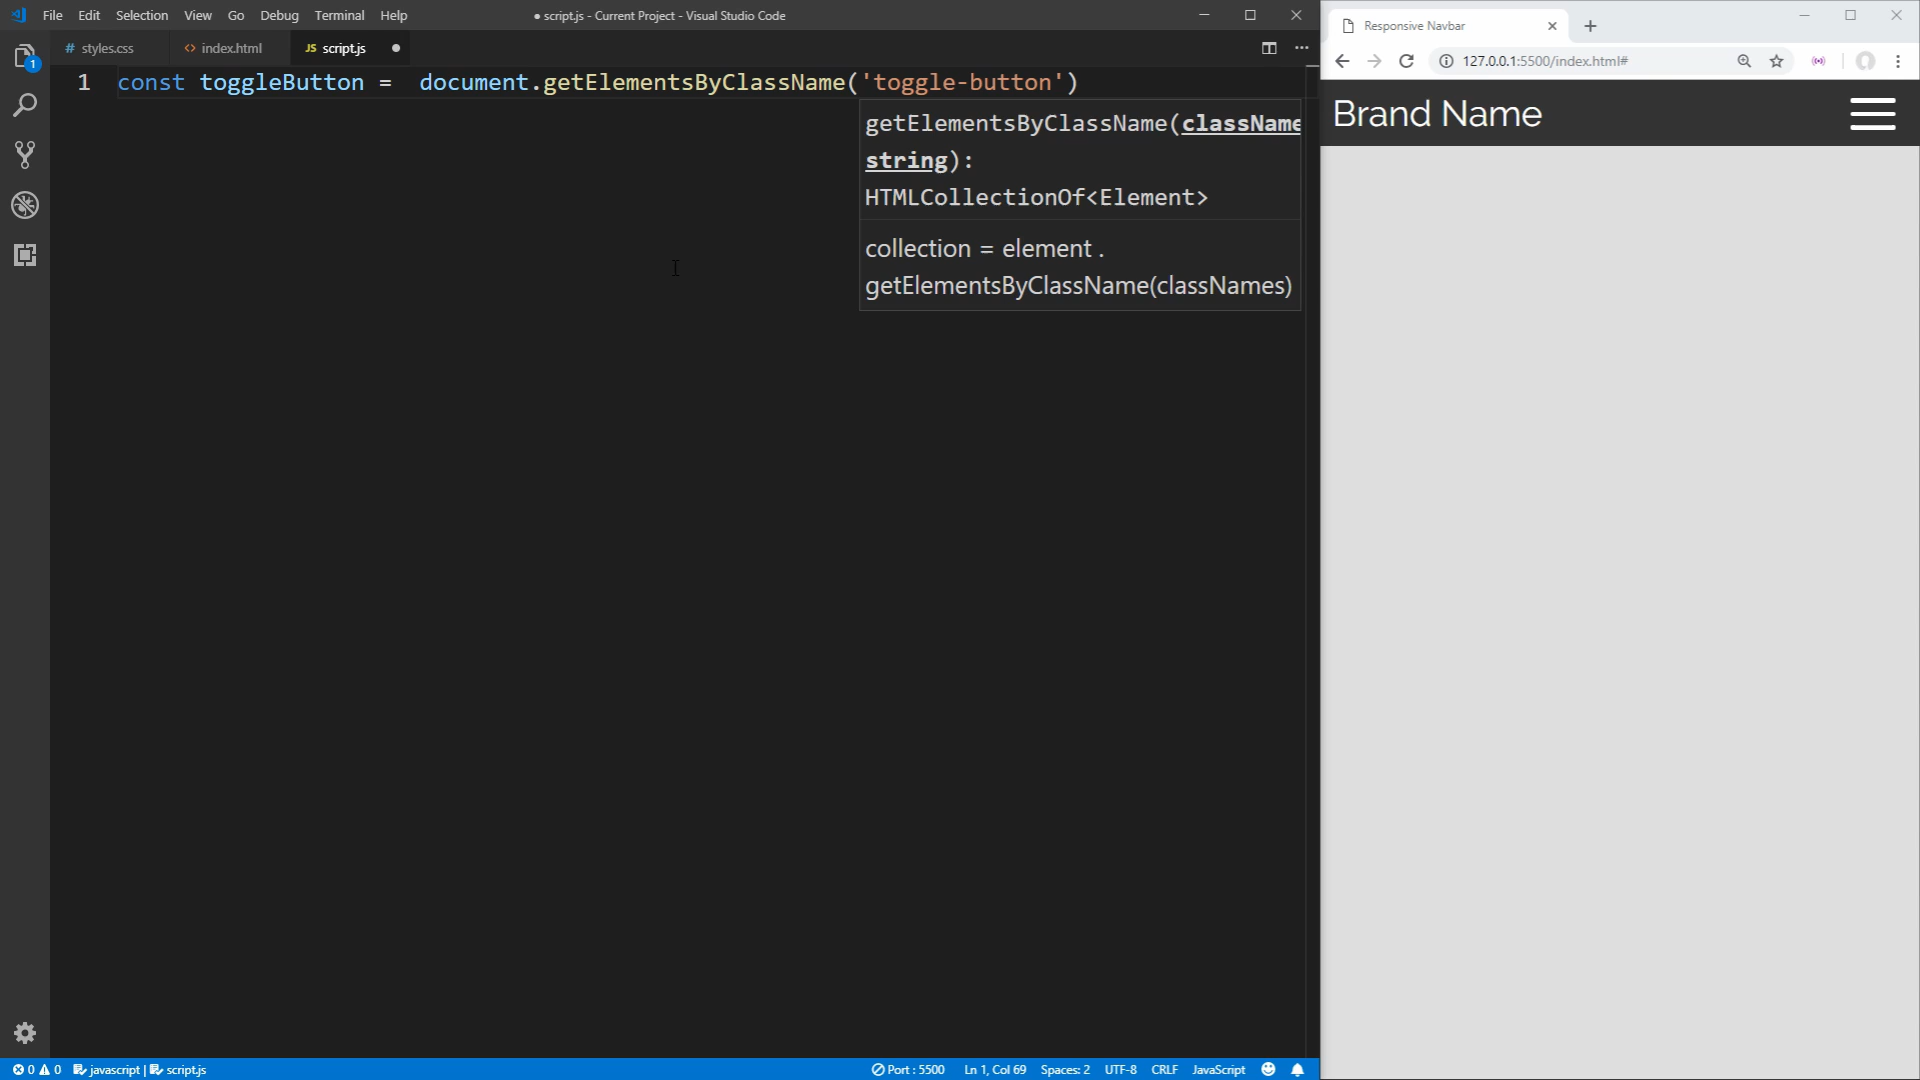 File Edit Selection View Go Debug Terminal Help
● script.js - Current Project - Visual Studio Code
# styles.css
<> index.html
JS script.js ●
1
1 const toggleButton =  document.getElementsByClassName('toggle-button')
getElementsByClassName(className
string):
HTMLCollectionOf<Element>
collection = element .
getElementsByClassName(classNames)
0 0 javascript | script.js
Port : 5500 Ln 1, Col 69 Spaces: 2 UTF-8 CRLF JavaScript
Responsive Navbar
127.0.0.1:5500/index.html#
Brand Name